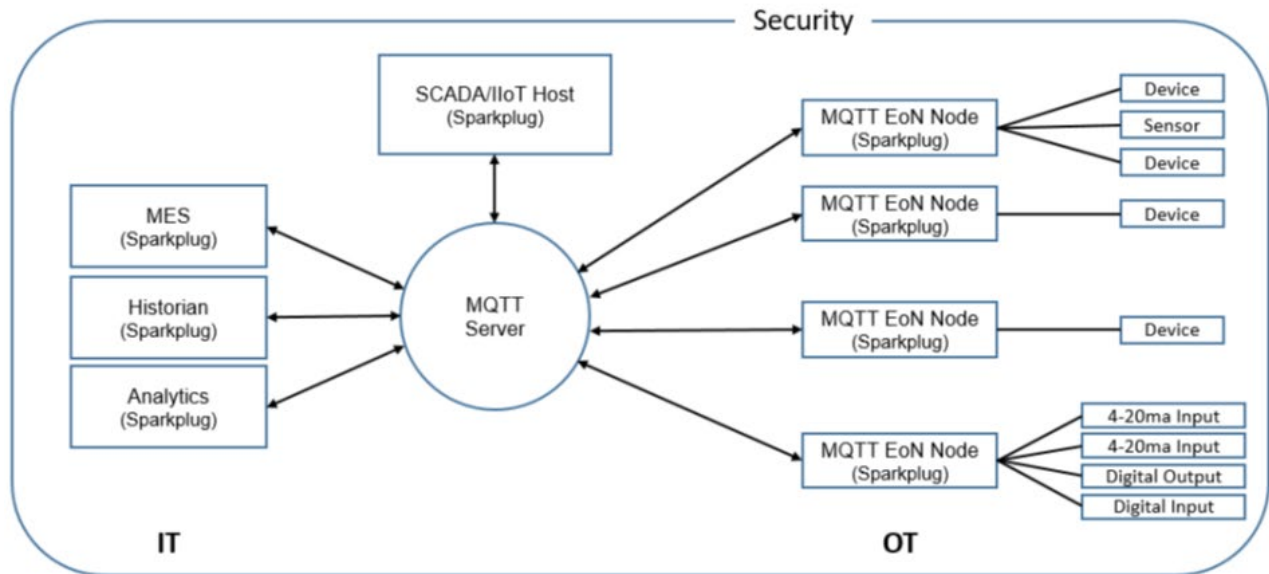 Security
SCADA/IIoT Host
(Sparkplug)
MES
(Sparkplug)
Historian
(Sparkplug)
Analytics
(Sparkplug)
MQTT
Server
MQTT EoN Node
(Sparkplug)
Device
Sensor
Device
MQTT EoN Node
(Sparkplug)
Device
MQTT EoN Node
(Sparkplug)
Device
MQTT EoN Node
(Sparkplug)
4-20ma Input
4-20ma Input
Digital Output
Digital Input
IT
OT